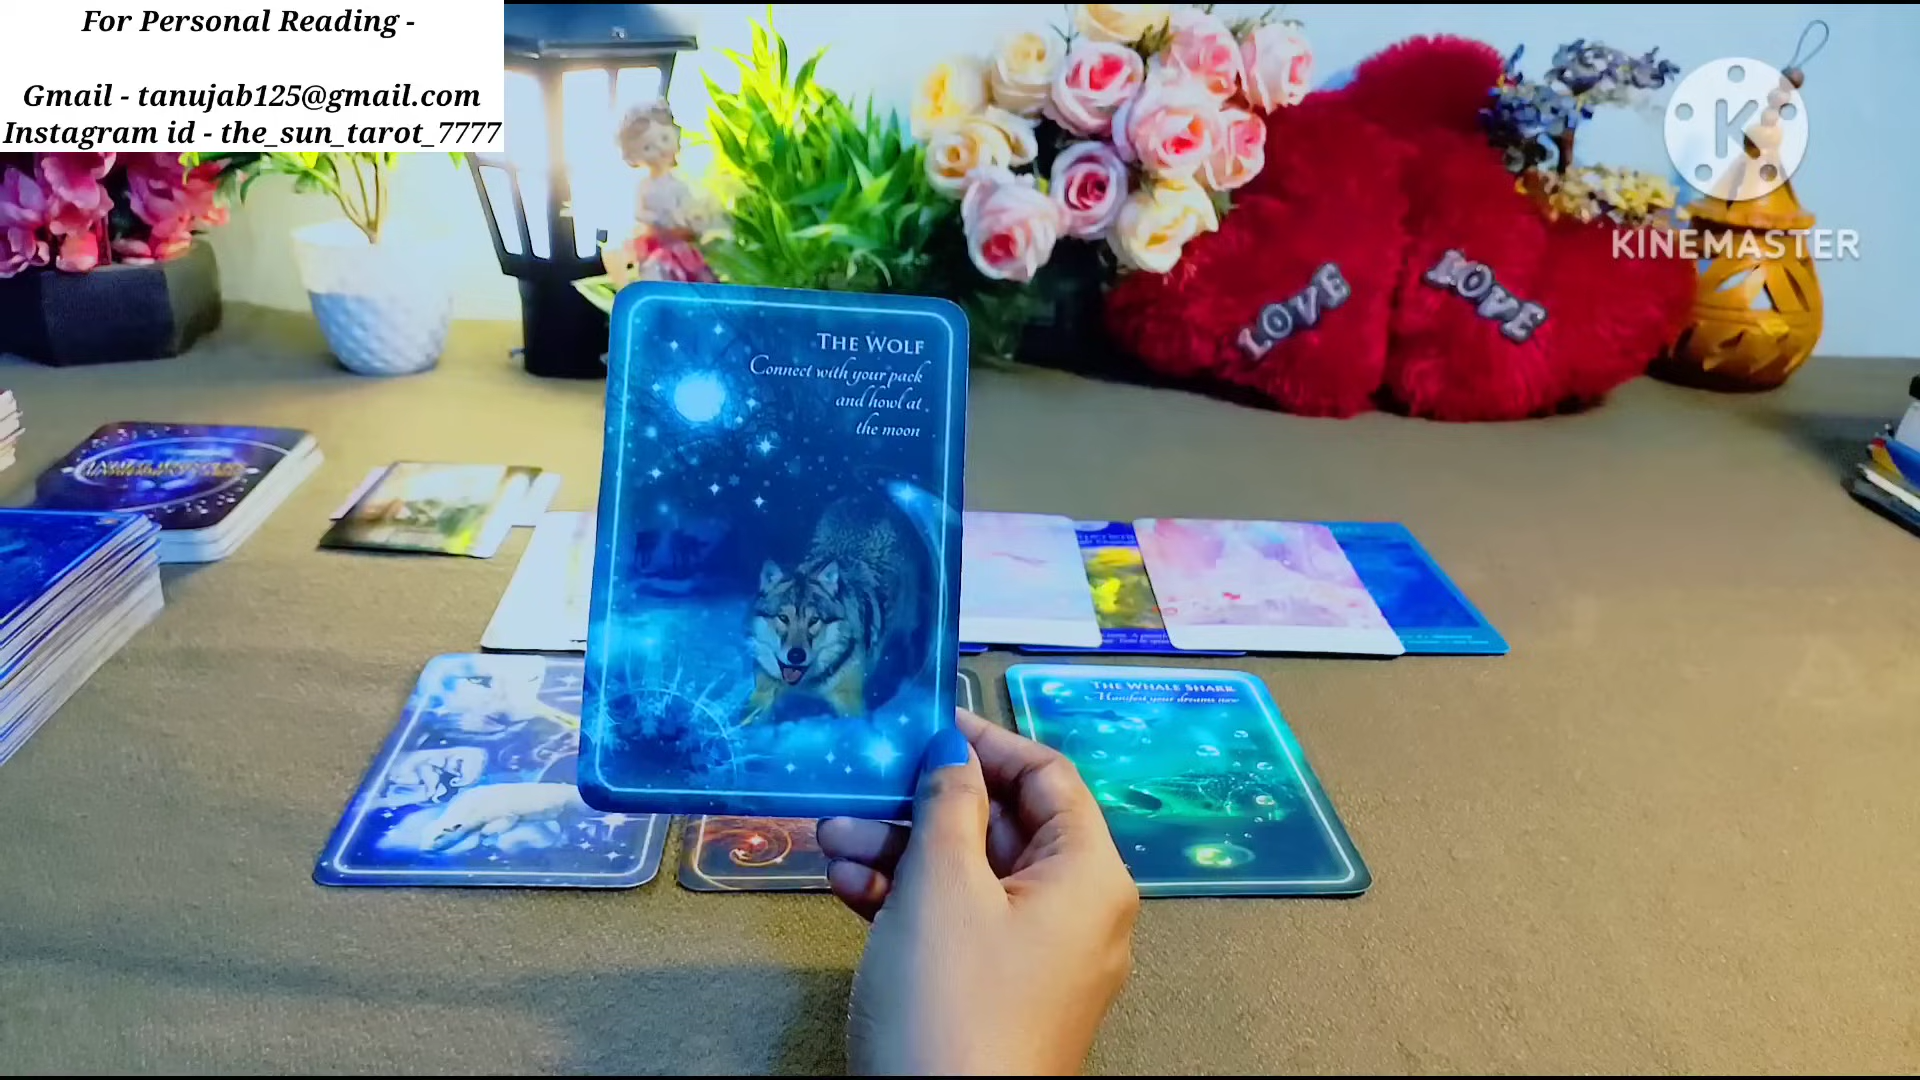 For Personal Reading -
Gmail - tanujab125@gmail.com
Instagram id - the_sun_tarot_7777
KINEMASTER
LOVE
LOVE
THE WOLF
Connect with your pack
and howl at
the moon
THE WHALE SHARK
Manifest your dreams now